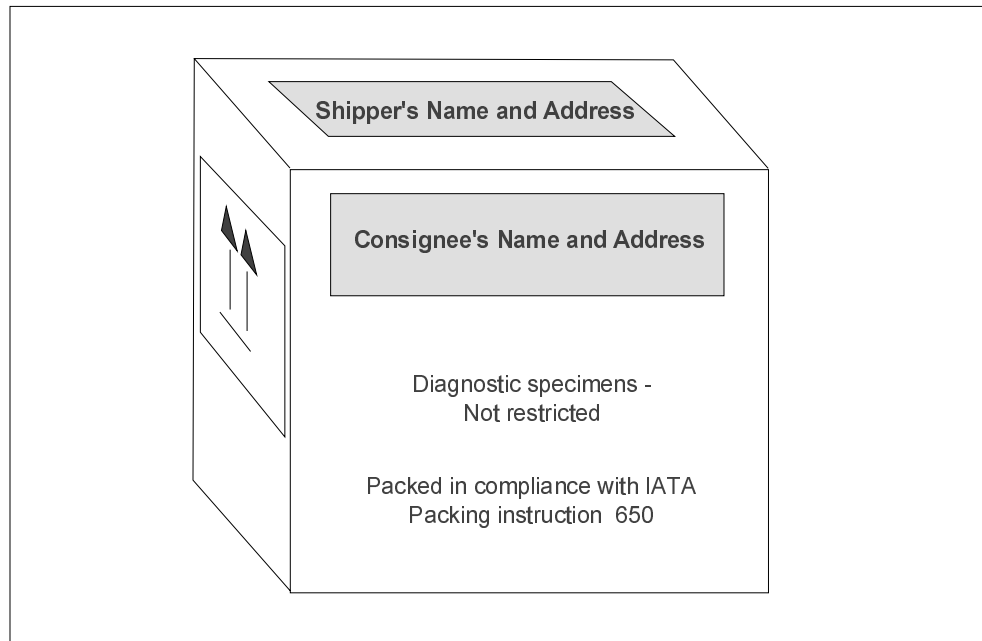 Shipper's Name and Address
Consignee's Name and Address
Diagnostic specimens -
Not restricted
Packed in compliance with IATA
Packing instruction 650